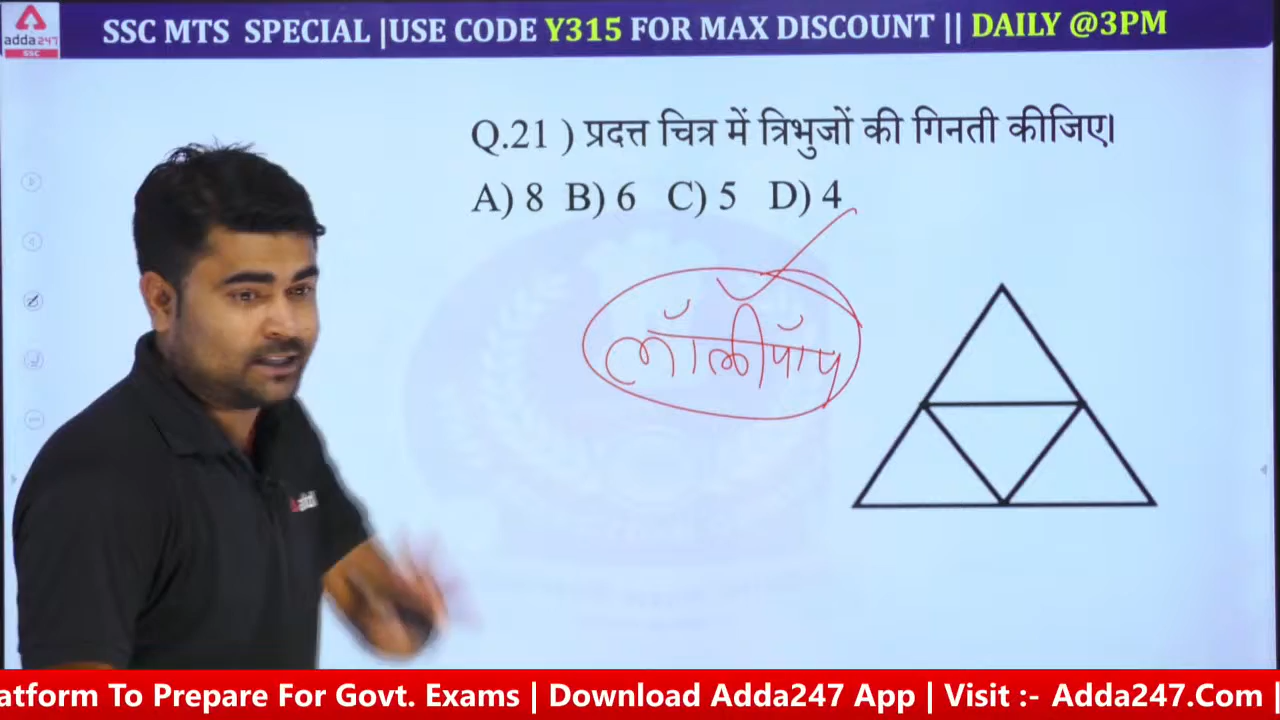 SSC MTS SPECIAL |USE CODE Y315 FOR MAX DISCOUNT || DAILY @3PM
adda247
SSC
Q.21 ) प्रदत्त चित्र में त्रिभुजों की गिनती कीजिए।
A) 8 B) 6 C) 5 D) 4
लॉलीपॉप
atform To Prepare For Govt. Exams | Download Adda247 App | Visit :- Adda247.Com |